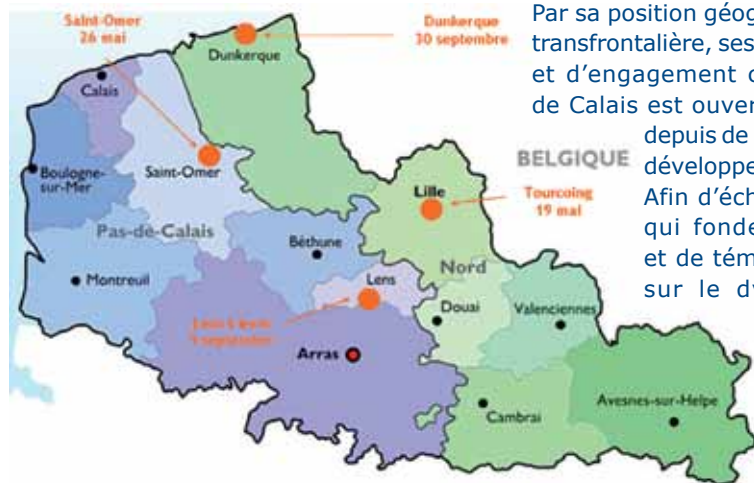 Saint-Omer
26 mai
Dunkerque
30 septembre
Dunkerque
Calais
Boulogne-
sur-Mer
Saint-Omer
BELGIQUE
Lille
Tourcoing
19 mai
Pas-de-Calais
Béthune
Montreuil
Lens
Nord
Douai
Valenciennes
septembre
Arras
Cambrai
Avesnes-sur-Helpe
Par sa position géog
transfrontalière, ses
et d’engagement
de Calais est ouver
depuis de
développe
Afin d’éch
qui fonde
et de tém
sur le d